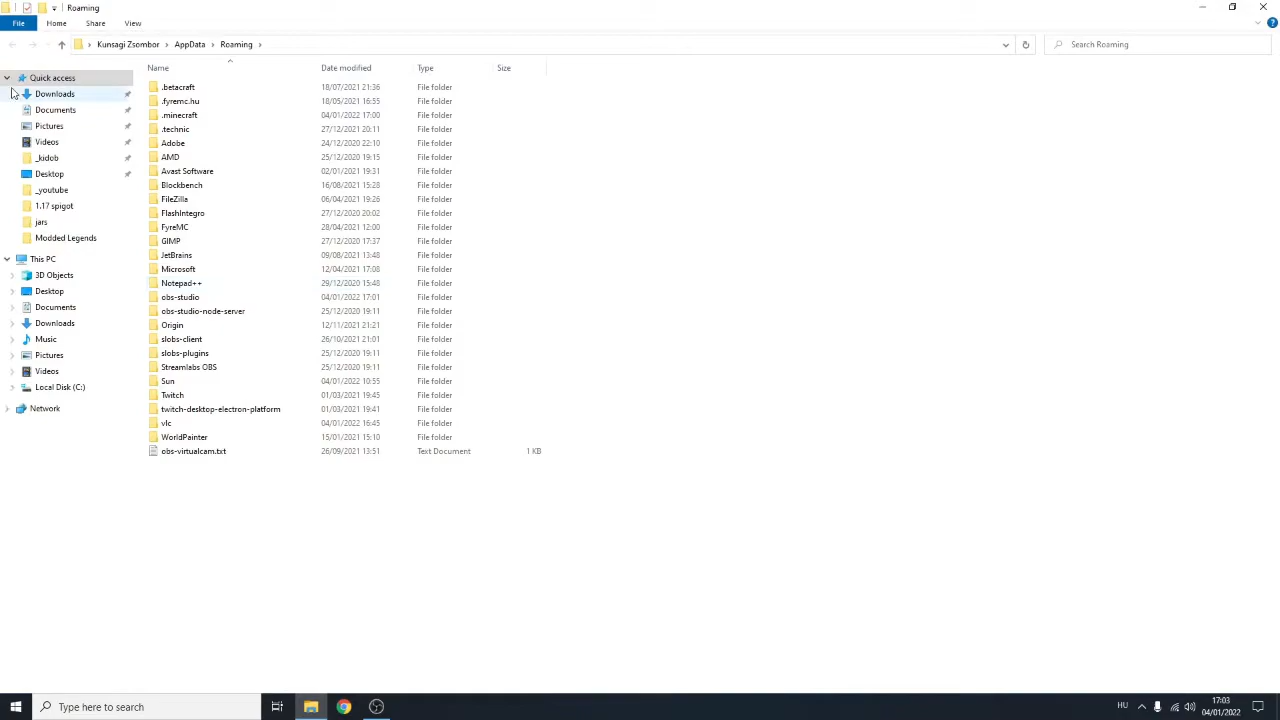 Roaming
File Home Share View
Kunsagi Zsombor AppData Roaming Search Roaming
Name Date modified Type Size
Quick access
Downloads
Documents
Pictures
Videos
_kidob
Desktop
_youtube
1.17 spigot
jars
Modded Legends
This PC
3D Objects
Desktop
Documents
Downloads
Music
Pictures
Videos
Local Disk (C:)
Network
.betacraft 18/07/2021 21:36 File folder
.fyremc.hu 18/05/2021 16:55 File folder
.minecraft 04/01/2022 17:00 File folder
.technic 27/12/2021 20:11 File folder
Adobe 24/12/2020 22:10 File folder
AMD 25/12/2020 19:15 File folder
Avast Software 02/01/2021 19:31 File folder
Blockbench 16/08/2021 15:28 File folder
FileZilla 06/04/2021 19:26 File folder
FlashIntegro 27/12/2020 20:02 File folder
FyreMC 28/04/2021 12:00 File folder
GIMP 27/12/2020 17:37 File folder
JetBrains 09/08/2021 13:48 File folder
Microsoft 12/04/2021 17:08 File folder
Notepad++ 29/12/2020 15:48 File folder
obs-studio 04/01/2022 17:01 File folder
obs-studio-node-server 25/12/2020 19:11 File folder
Origin 12/11/2021 21:21 File folder
slobs-client 26/10/2021 21:01 File folder
slobs-plugins 25/12/2020 19:11 File folder
Streamlabs OBS 25/12/2020 19:11 File folder
Sun 04/01/2022 10:55 File folder
Twitch 01/03/2021 19:45 File folder
twitch-desktop-electron-platform 01/03/2021 19:41 File folder
vlc 04/01/2022 16:45 File folder
WorldPainter 15/01/2021 15:10 File folder
obs-virtualcam.txt 26/09/2021 13:51 Text Document 1 KB
Type here to search HU 17:03
04/01/2022